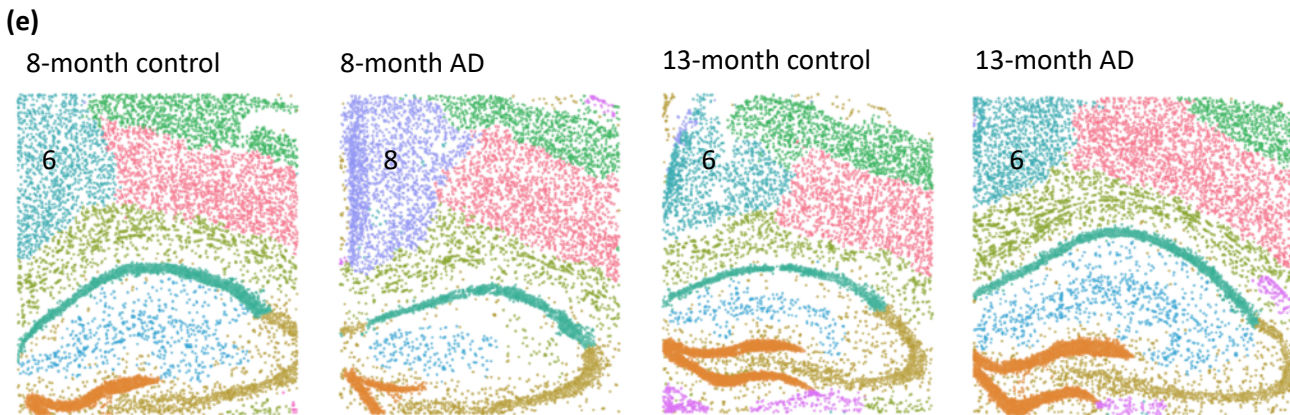 (e)
8-month control
8-month AD
13-month control
13-month AD
6
8
6
6